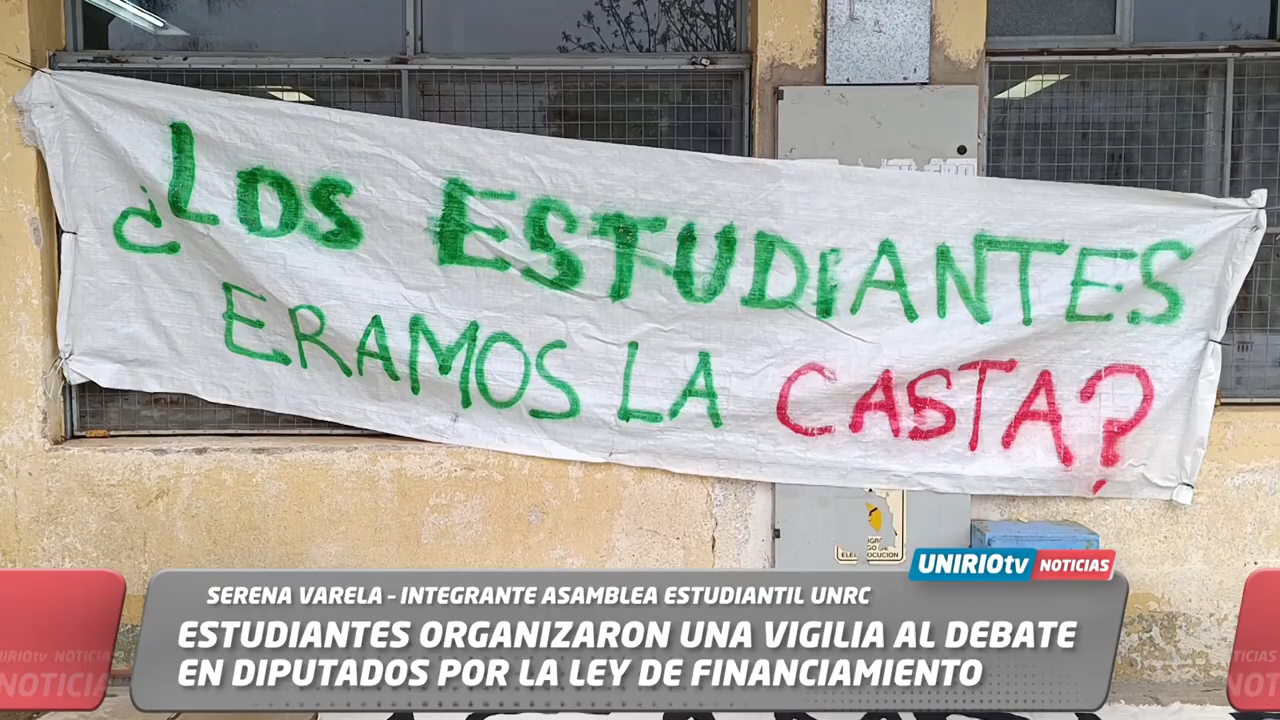 ¿LOS ESTUDIANTES
ERAMOS LA CASTA?
UNIRIOtv NOTICIAS
SERENA VARELA - INTEGRANTE ASAMBLEA ESTUDIANTIL UNRC
ESTUDIANTES ORGANIZARON UNA VIGILIA AL DEBATE
EN DIPUTADOS POR LA LEY DE FINANCIAMIENTO